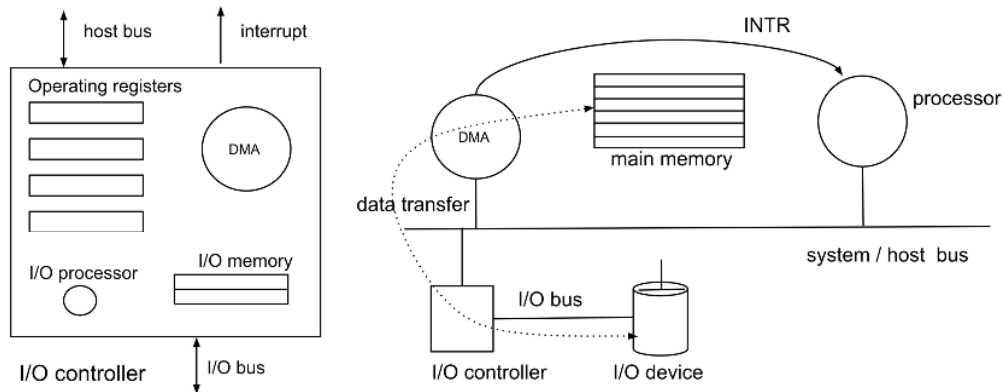 host bus
interrupt
Operating registers
DMA
I/O processor
I/O memory
I/O controller
I/O bus
INTR
processor
DMA
main memory
data transfer
system / host bus
I/O bus
I/O controller
I/O device